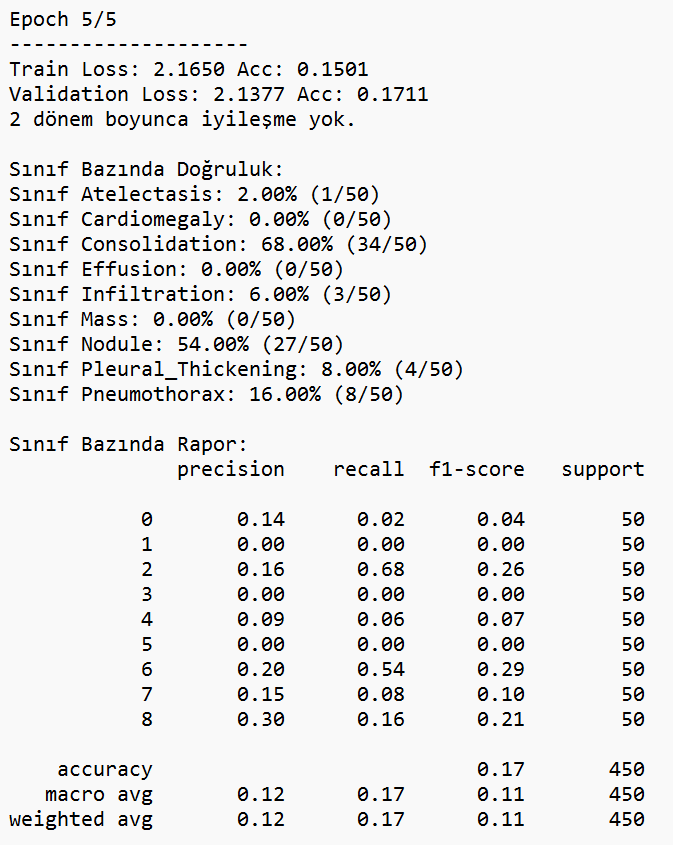 Epoch 5/5
--------------------
Train Loss: 2.1650 Acc: 0.1501
Validation Loss: 2.1377 Acc: 0.1711
2 dönem boyunca iyileşme yok.

Sınıf Bazında Doğruluk:
Sınıf Atelectasis: 2.00% (1/50)
Sınıf Cardiomegaly: 0.00% (0/50)
Sınıf Consolidation: 68.00% (34/50)
Sınıf Effusion: 0.00% (0/50)
Sınıf Infiltration: 6.00% (3/50)
Sınıf Mass: 0.00% (0/50)
Sınıf Nodule: 54.00% (27/50)
Sınıf Pleural_Thickening: 8.00% (4/50)
Sınıf Pneumothorax: 16.00% (8/50)

Sınıf Bazında Rapor:
              precision    recall  f1-score   support

           0       0.14      0.02      0.04        50
           1       0.00      0.00      0.00        50
           2       0.16      0.68      0.26        50
           3       0.00      0.00      0.00        50
           4       0.09      0.06      0.07        50
           5       0.00      0.00      0.00        50
           6       0.20      0.54      0.29        50
           7       0.15      0.08      0.10        50
           8       0.30      0.16      0.21        50

    accuracy                           0.17       450
   macro avg       0.12      0.17      0.11       450
weighted avg       0.12      0.17      0.11       450